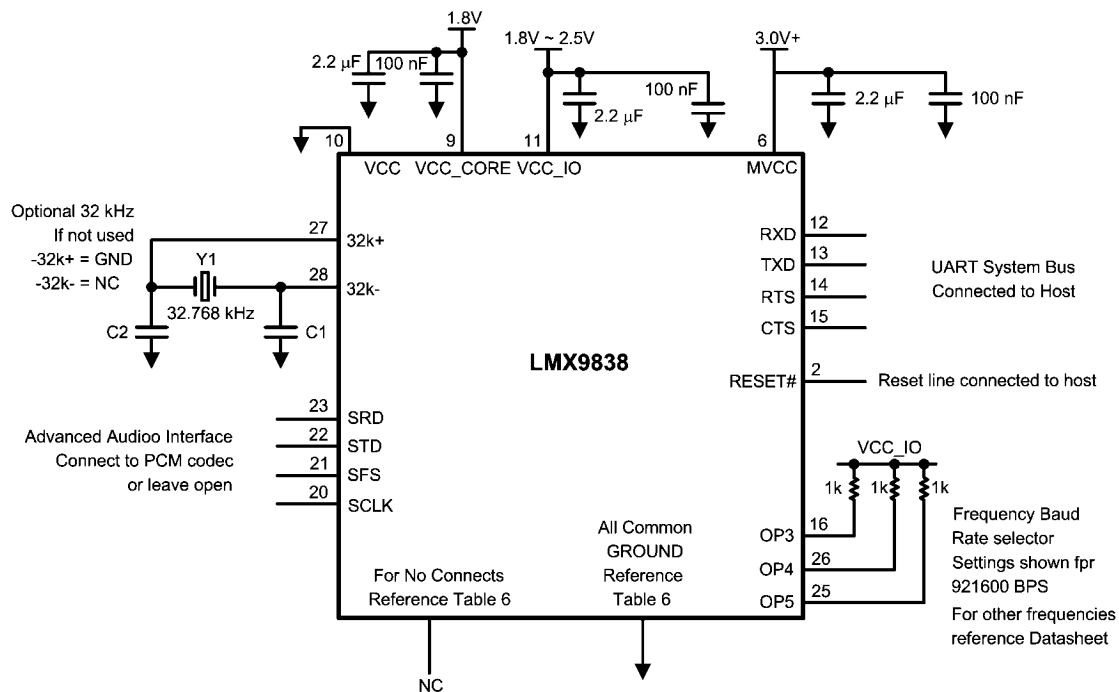 1.8V
1.8V ~ 2.5V
3.0V+
2.2 µF
100 nF
100 nF
2.2 µF
2.2 µF
100 nF
10
9
11
6
VCC
VCC_CORE
VCC_IO
MVCC
Optional 32 kHz
If not used
-32k+ = GND
-32k- = NC
27
32k+
Y1
28
32k-
32.768 kHz
C2
C1
12
RXD
13
TXD
14
RTS
15
CTS
UART System Bus
Connected to Host
LMX9838
2
RESET#
Reset line connected to host
Advanced Audioo Interface
Connect to PCM codec
or leave open
23
SRD
22
STD
21
SFS
20
SCLK
VCC_IO
1k
1k
1k
16
OP3
26
OP4
25
OP5
Frequency Baud
Rate selector
Settings shown fpr
921600 BPS
For other frequencies
reference Datasheet
For No Connects
Reference Table 6
All Common
GROUND
Reference
Table 6
NC